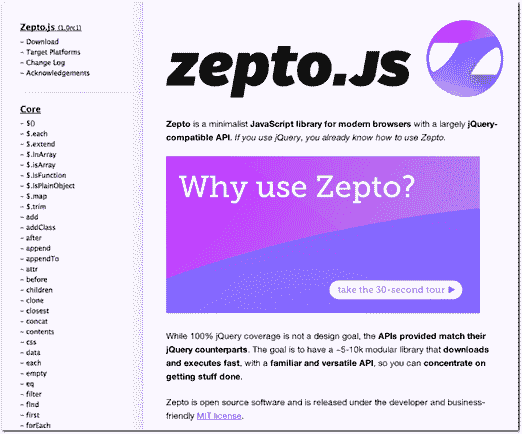 Zepto.js (1.0rc1)
~ Download
~ Target Platforms
~ Change Log
~ Acknowledgements
Core
~ $()
~ $.each
~ $.extend
~ $.inArray
~ $.isArray
~ $.isFunction
~ $.isPlainObject
~ $.map
~ $.trim
~ add
~ addClass
~ after
~ append
~ appendTo
~ attr
~ before
~ children
~ clone
~ closest
~ concat
~ contents
~ css
~ data
~ each
~ empty
~ eq
~ filter
~ find
~ first
~ forEach
zepto.JS
Zepto is a minimalist JavaScript library for modern browsers with a largely jQuery-
compatible API. If you use jQuery, you already know how to use Zepto.
Why use Zepto?
take the 30-second tour ▶
While 100% jQuery coverage is not a design goal, the APIs provided match their
jQuery counterparts. The goal is to have a ~5-10k modular library that downloads
and executes fast, with a familiar and versatile API, so you can concentrate on
getting stuff done.
Zepto is open source software and is released under the developer and business-
friendly MIT license.